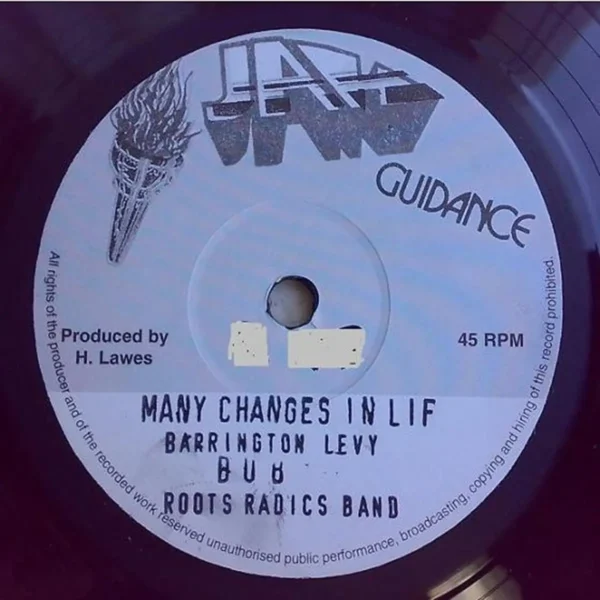 JAH
GUIDANCE
Produced by
H. Lawes
45 RPM
MANY CHANGES IN LIF
BARRINGTON LEVY
DUB
ROOTS RADICS BAND
All rights of the producer and of the recorded work reserved unauthorised public performance, broadcasting, copying and hiring of this record prohibited.